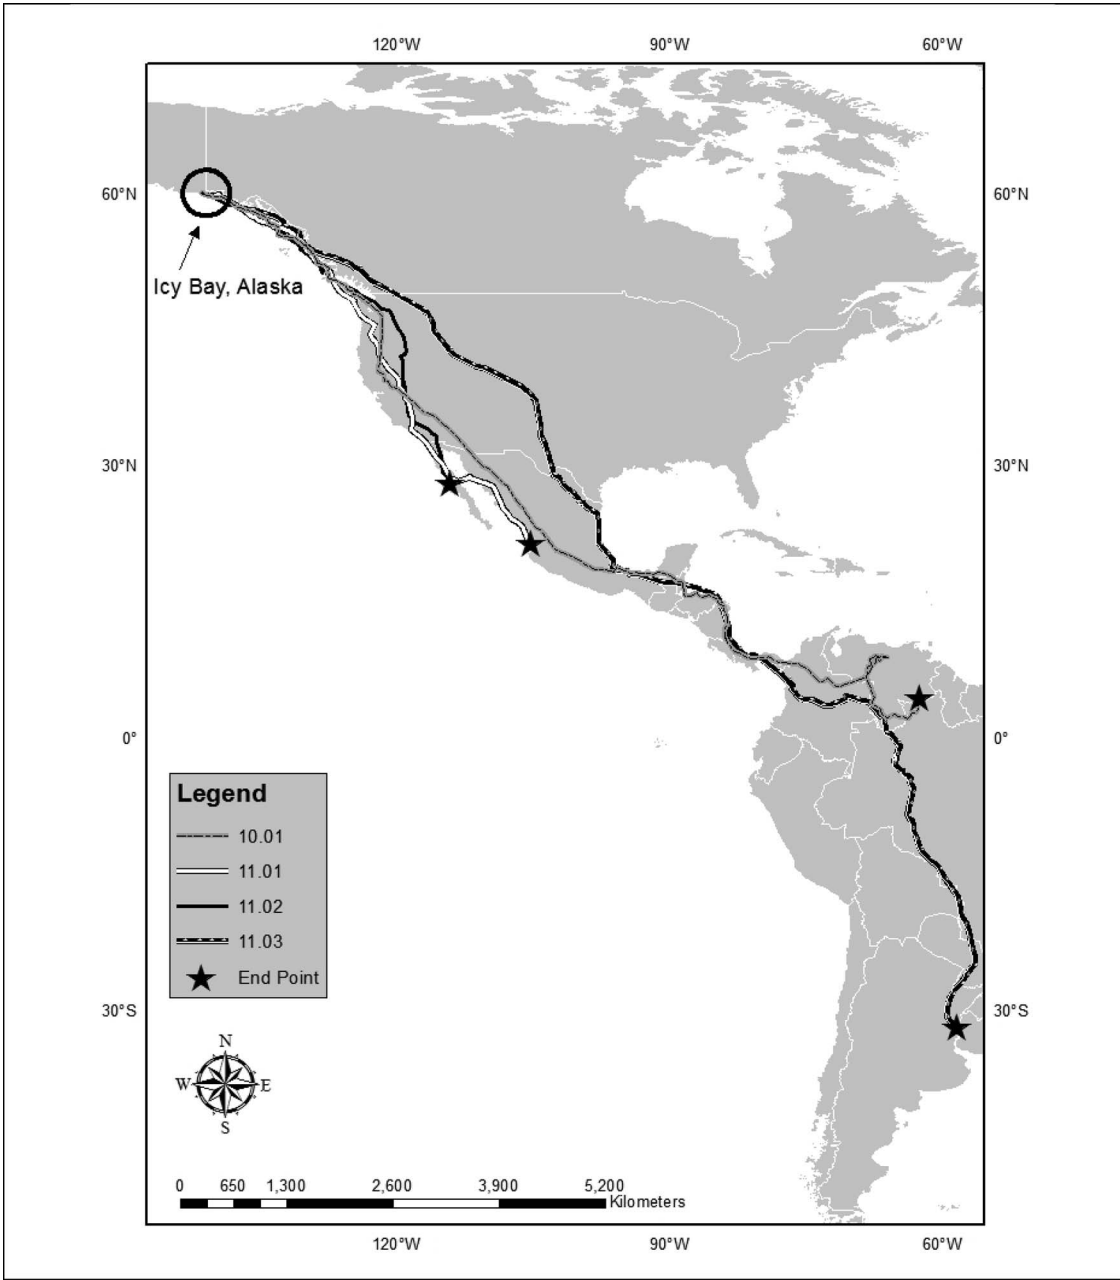 120°W 90°W 60°W
60°N 60°N
Icy Bay, Alaska
30°N 30°N
0° 0°
Legend
10.01
11.01
11.02
11.03
End Point
30°S 30°S
N
W E
S
0 650 1,300 2,600 3,900 5,200
Kilometers
120°W 90°W 60°W